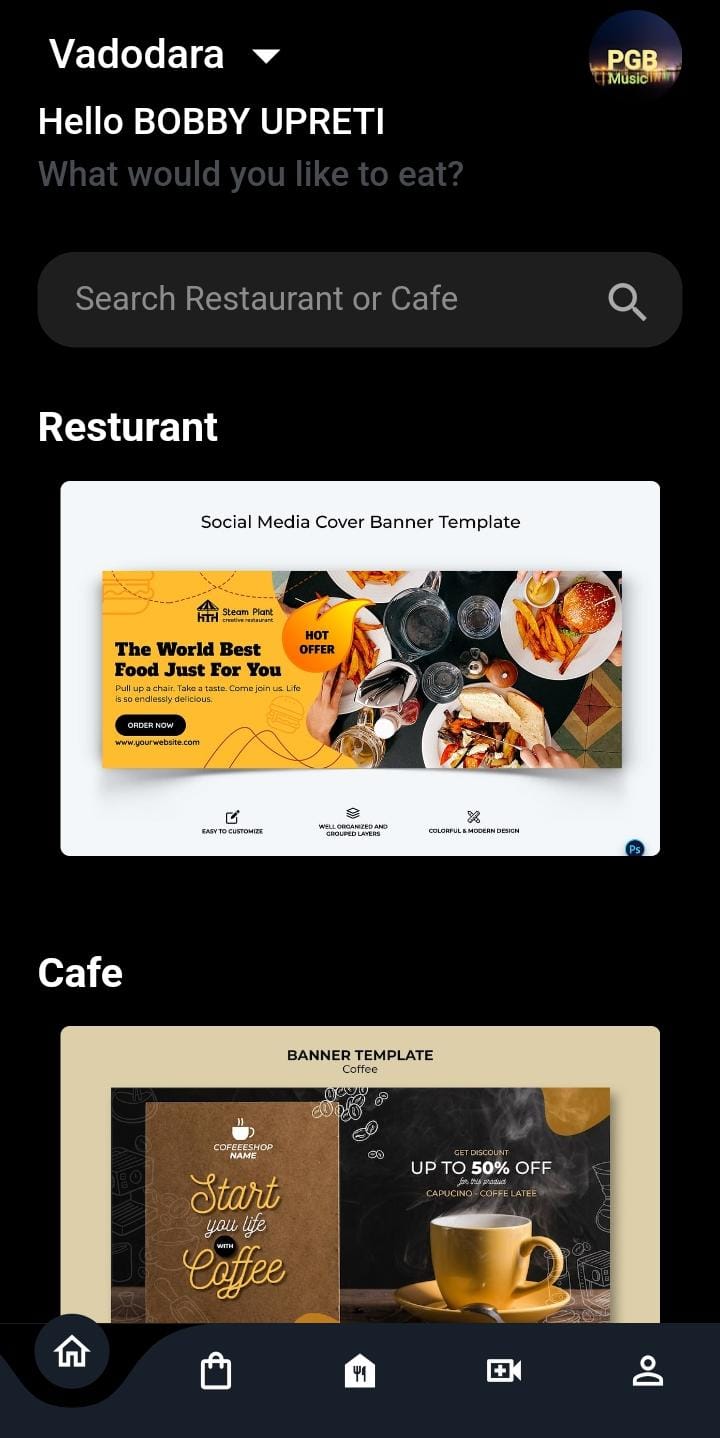 Vadodara
PGB
Music
Hello BOBBY UPRETI
What would you like to eat?
Search Restaurant or Cafe
Resturant
Social Media Cover Banner Template
Steam Plant
creative restaurant
HOT
OFFER
The World Best
Food Just For You
Pull up a chair. Take a taste. Come join us. Life
is so endlessly delicious.
ORDER NOW
www.yourwebsite.com
EASY TO CUSTOMIZE
WELL ORGANIZED AND
GROUPED LAYERS
COLORFUL & MODERN DESIGN
Ps
Cafe
BANNER TEMPLATE
Coffee
COFEEESHOP
NAME
Start
you life
WITH
Coffee
GET DISCOUNT
UP TO 50% OFF
for this product
CAPUCINO - COFFE LATEE